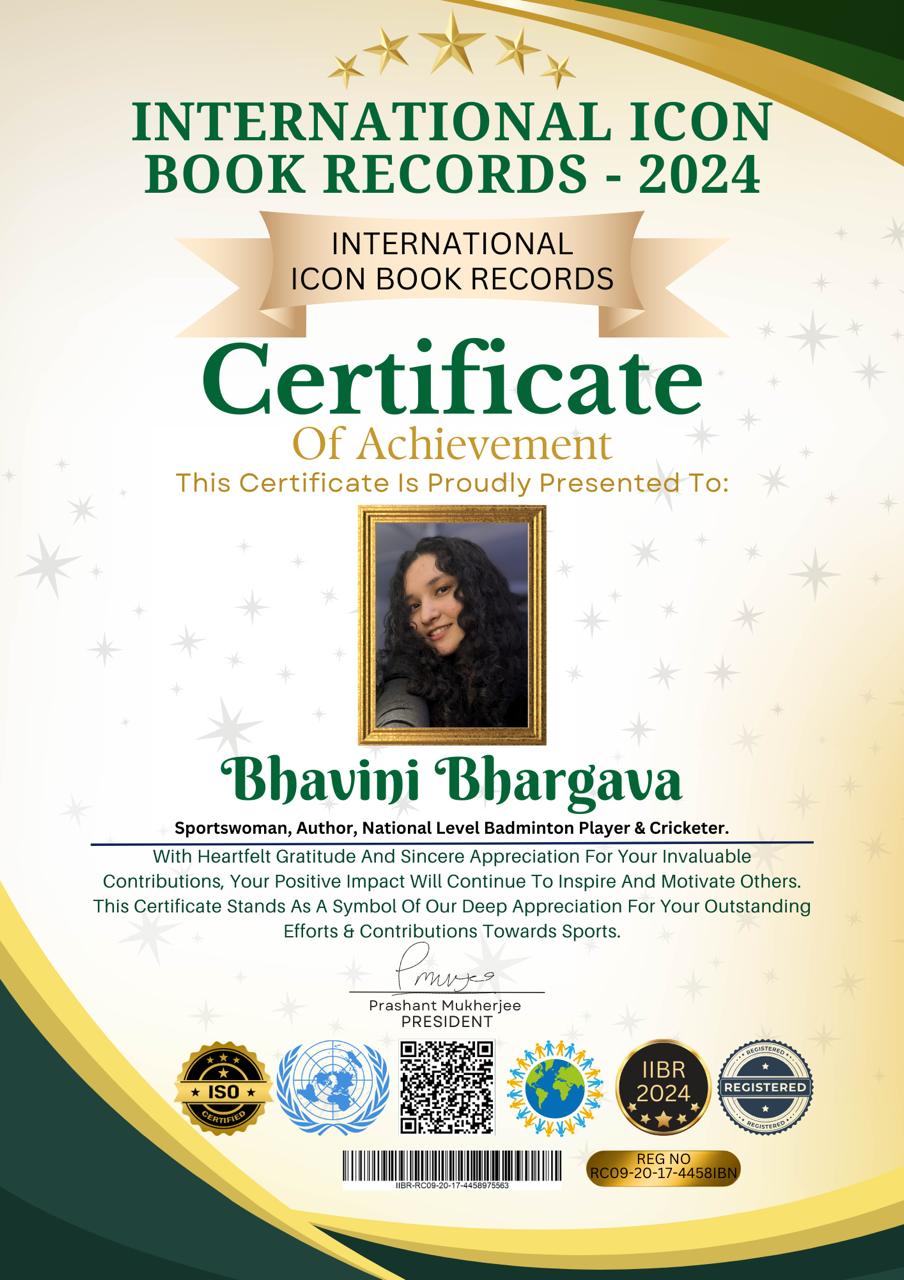 INTERNATIONAL ICON
BOOK RECORDS - 2024
INTERNATIONAL
ICON BOOK RECORDS
Certificate
Of Achievement
This Certificate Is Proudly Presented To:
Bhavini Bhargava
Sportswoman, Author, National Level Badminton Player & Cricketer.
With Heartfelt Gratitude And Sincere Appreciation For Your Invaluable
Contributions, Your Positive Impact Will Continue To Inspire And Motivate Others.
This Certificate Stands As A Symbol Of Our Deep Appreciation For Your Outstanding
Efforts & Contributions Towards Sports.
Prashant Mukherjee
PRESIDENT
ISO
CERTIFIED
IIBR
2024
REGISTERED
REGISTERED
REGISTERED
IIBR-RC09-20-17-4458975563
REG NO
RC09-20-17-4458IBN